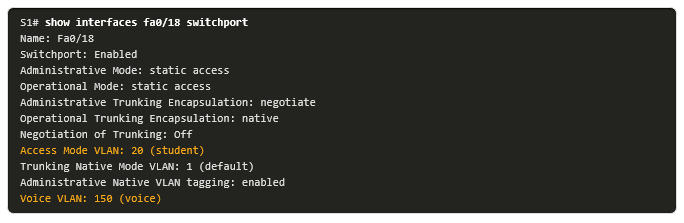 S1# show interfaces fa0/18 switchport
Name: Fa0/18
Switchport: Enabled
Administrative Mode: static access
Operational Mode: static access
Administrative Trunking Encapsulation: negotiate
Operational Trunking Encapsulation: native
Negotiation of Trunking: Off
Access Mode VLAN: 20 (student)
Trunking Native Mode VLAN: 1 (default)
Administrative Native VLAN tagging: enabled
Voice VLAN: 150 (voice)